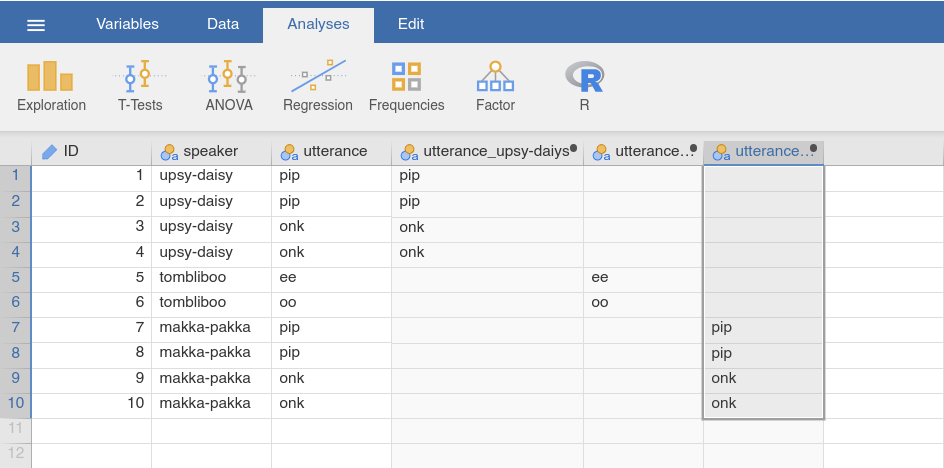 Variables Data Analyses Edit
Exploration T-Tests ANOVA Regression Frequencies Factor R
ID speaker utterance utterance_upsy-daiys utterance... utterance...
1 1 upsy-daisy pip pip
2 2 upsy-daisy pip pip
3 3 upsy-daisy onk onk
4 4 upsy-daisy onk onk
5 5 tombliboo ee ee
6 6 tombliboo oo oo
7 7 makka-pakka pip pip
8 8 makka-pakka pip pip
9 9 makka-pakka onk onk
10 10 makka-pakka onk onk
11
12